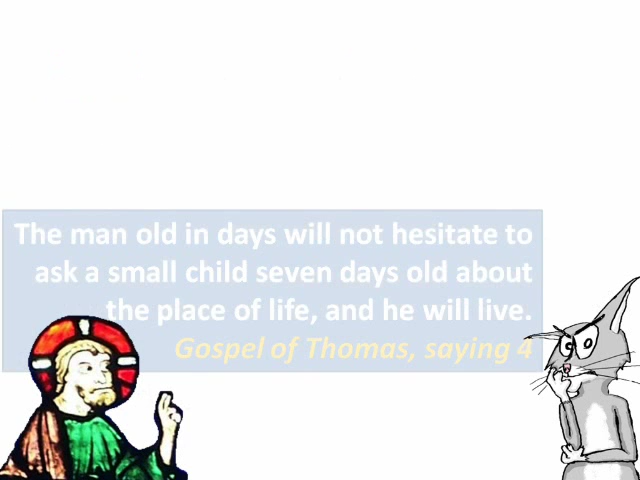 The man old in days will not hesitate to
ask a small child seven days old about
the place of life, and he will live.
Gospel of Thomas, saying 4